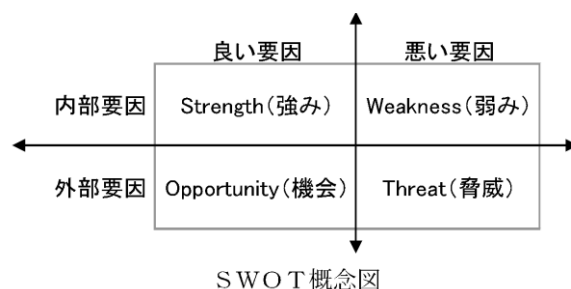 良い要因 悪い要因
内部要因 Strength(強み) Weakness(弱み)
外部要因 Opportunity(機会) Threat(脅威)
SWOT概念図